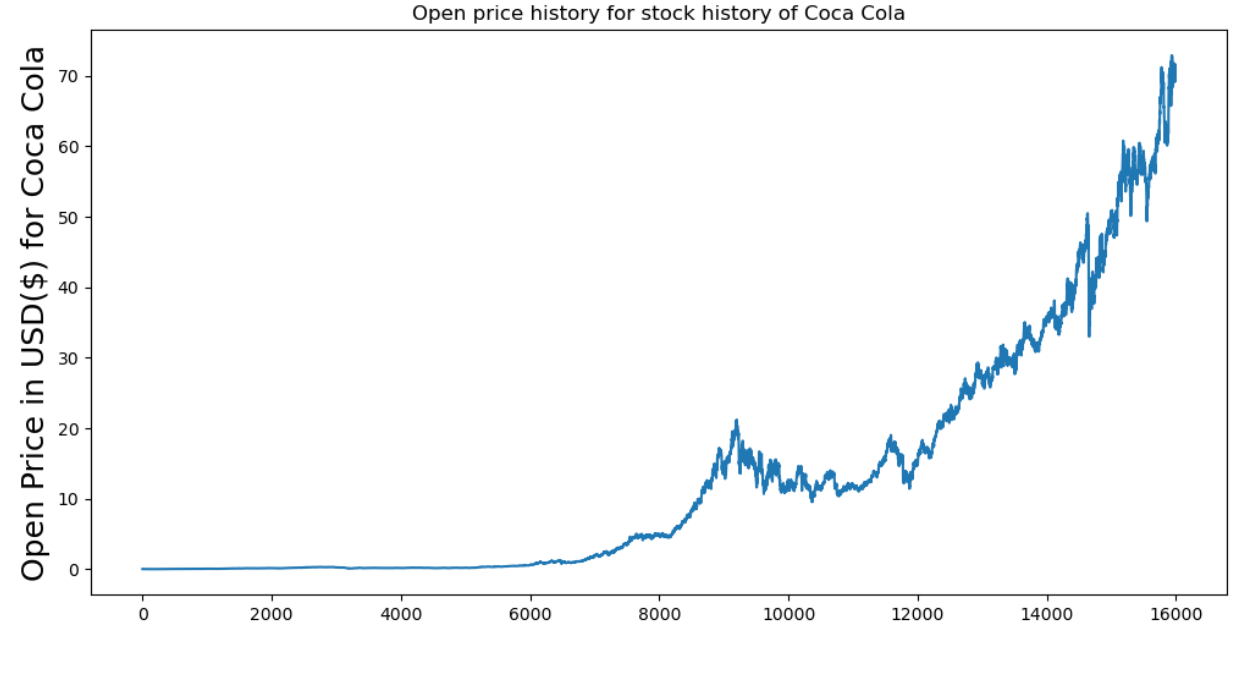 Open price history for stock history of Coca Cola
Open Price in USD($) for Coca Cola
70
60
50
40
30
20
10
0
0 2000 4000 6000 8000 10000 12000 14000 16000